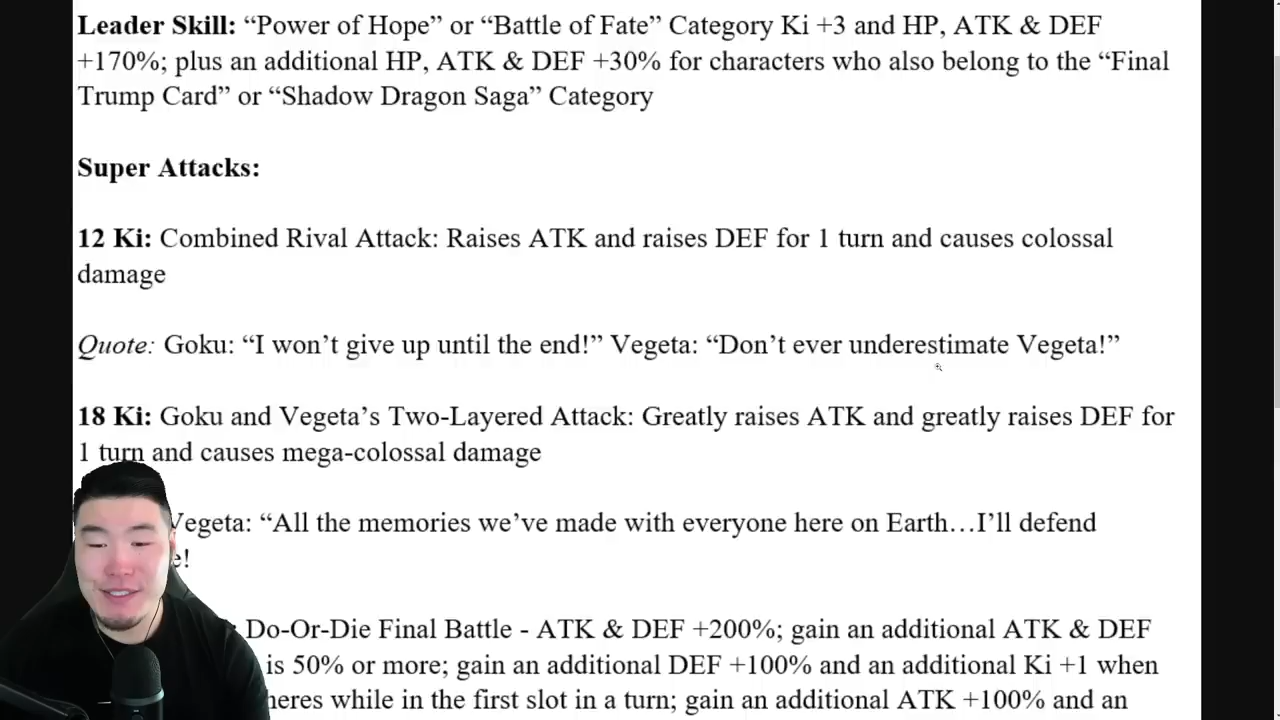 Leader Skill: “Power of Hope” or “Battle of Fate” Category Ki +3 and HP, ATK & DEF
+170%; plus an additional HP, ATK & DEF +30% for characters who also belong to the “Final
Trump Card” or “Shadow Dragon Saga” Category
Super Attacks:
12 Ki: Combined Rival Attack: Raises ATK and raises DEF for 1 turn and causes colossal
damage
Quote: Goku: “I won’t give up until the end!” Vegeta: “Don’t ever underestimate Vegeta!”
18 Ki: Goku and Vegeta’s Two-Layered Attack: Greatly raises ATK and greatly raises DEF for
1 turn and causes mega-colossal damage
Vegeta: “All the memories we’ve made with everyone here on Earth…I’ll defend
Do-Or-Die Final Battle - ATK & DEF +200%; gain an additional ATK & DEF
is 50% or more; gain an additional DEF +100% and an additional Ki +1 when
while in the first slot in a turn; gain an additional ATK +100% and an